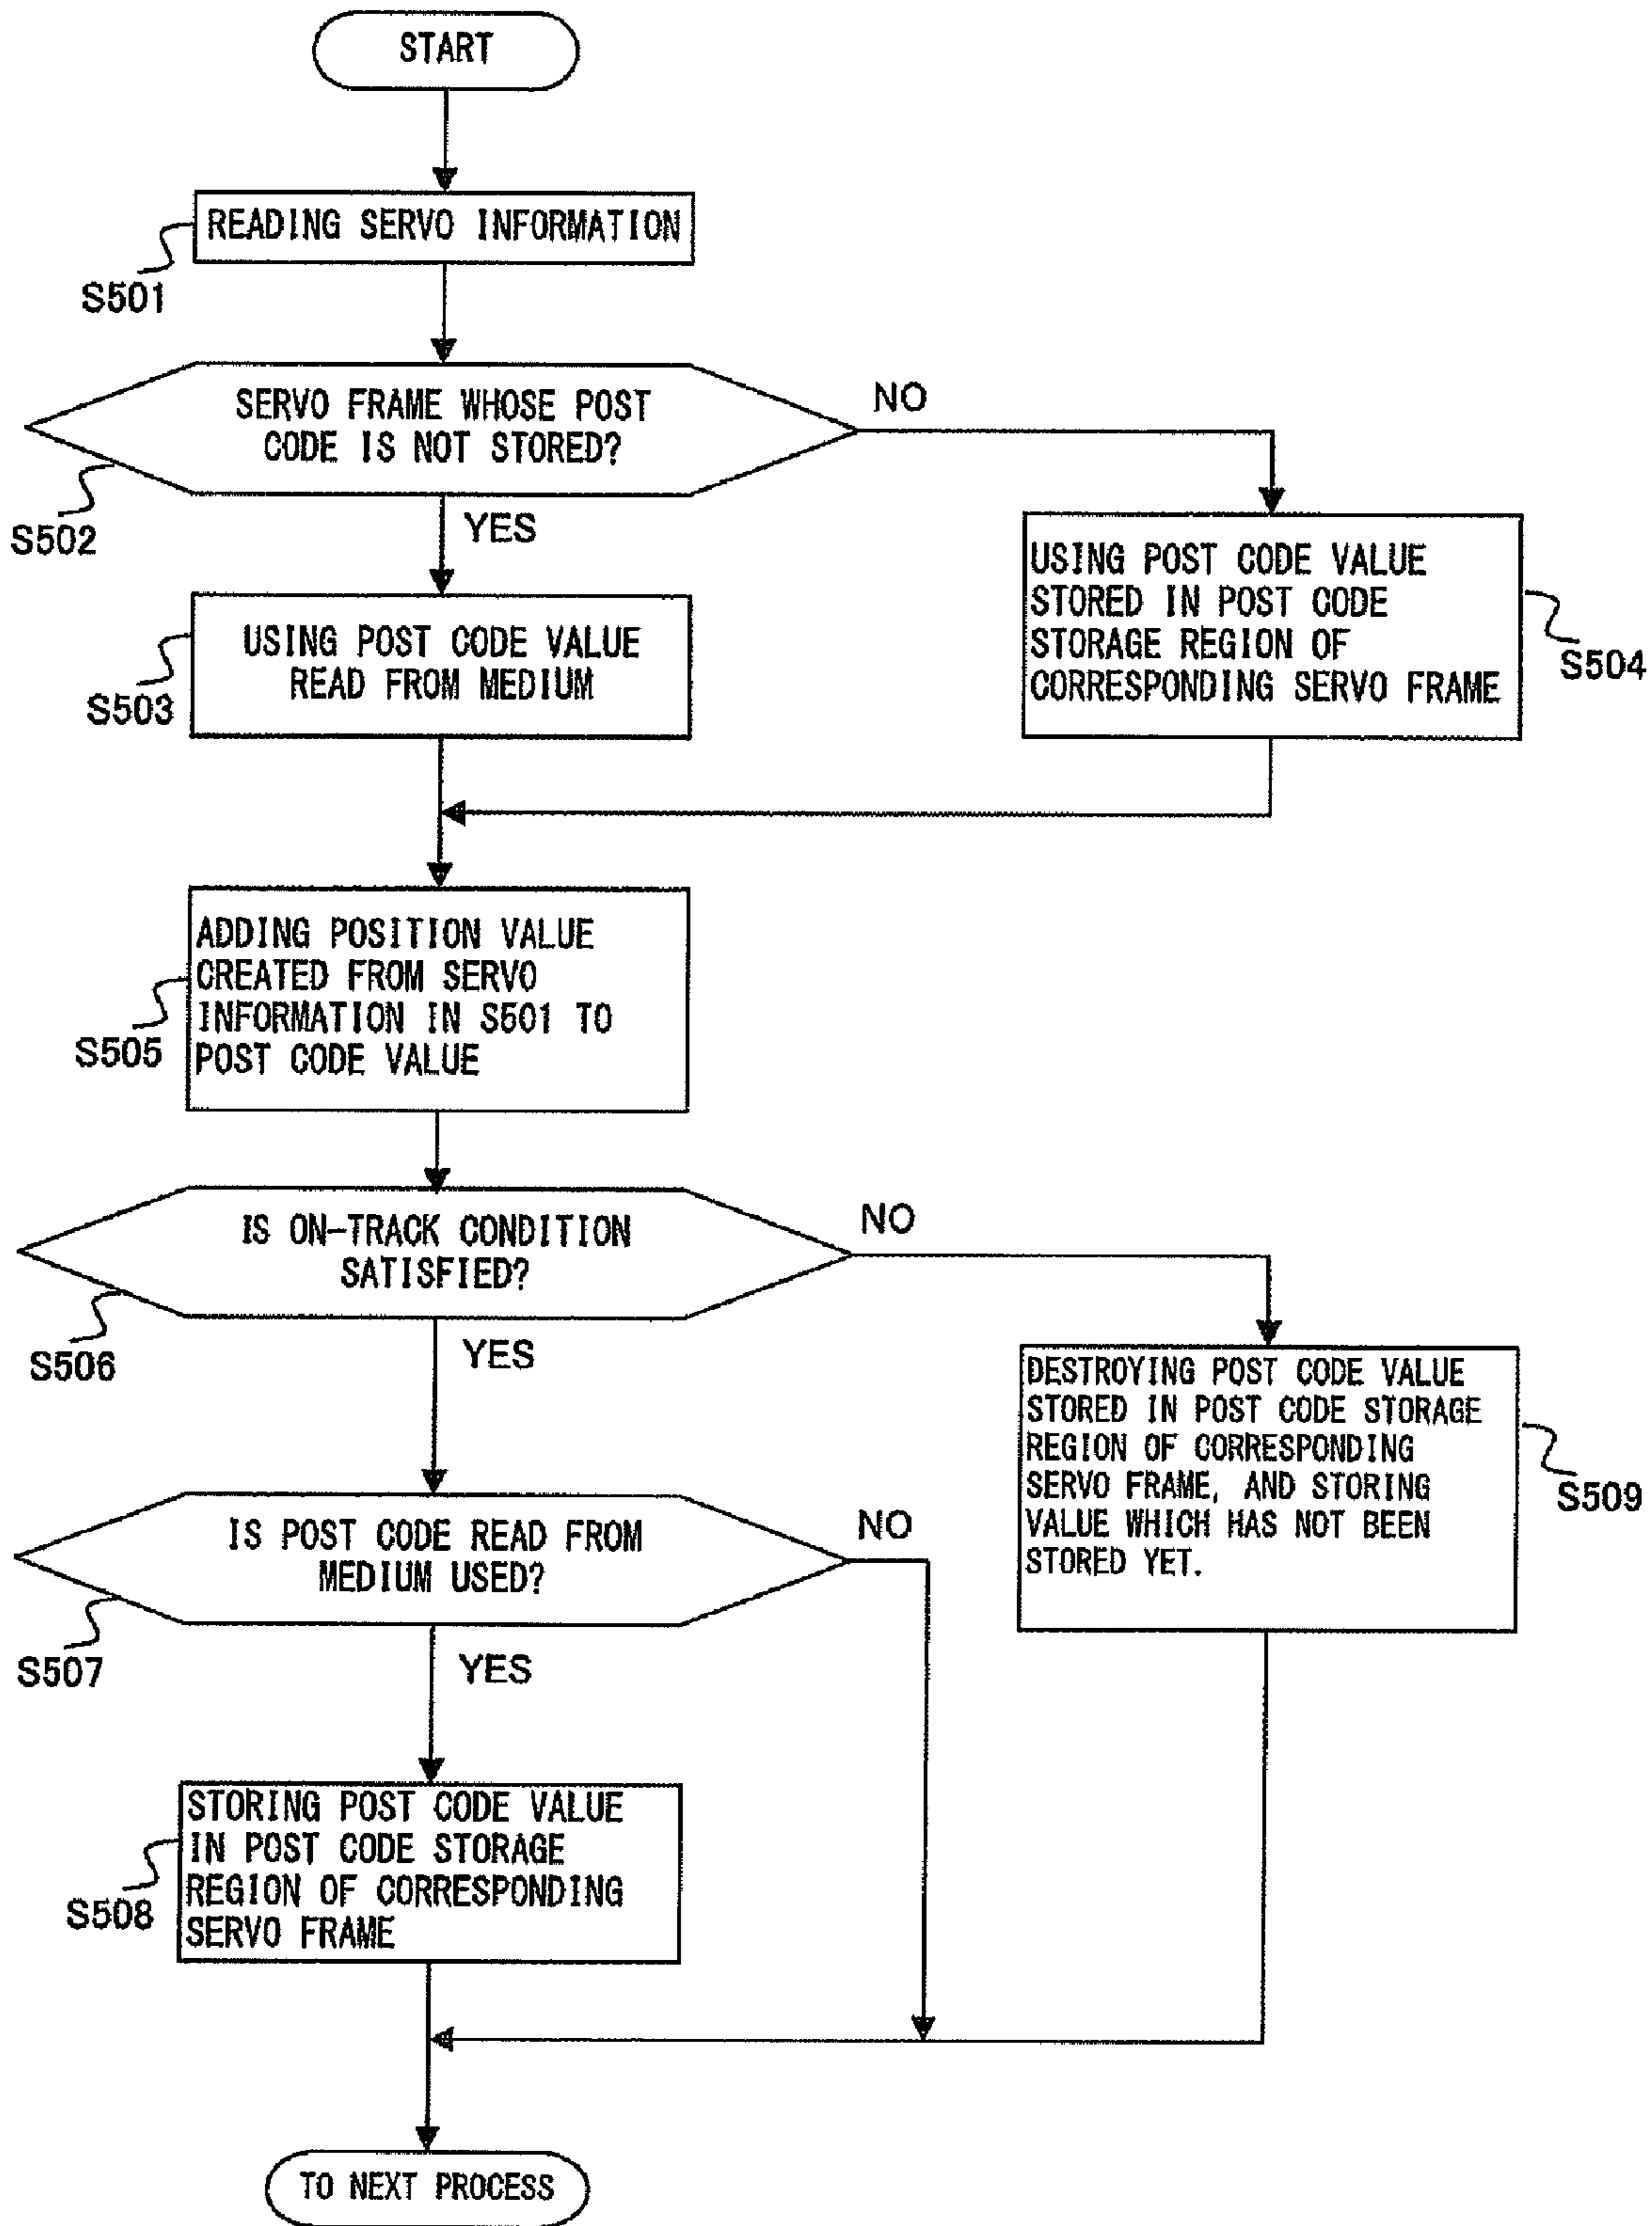 START
READING SERVO INFORMATION
S501
SERVO FRAME WHOSE POST
CODE IS NOT STORED?
NO
S502
YES
USING POST CODE VALUE
READ FROM MEDIUM
S503
USING POST CODE VALUE
STORED IN POST CODE
STORAGE REGION OF
CORRESPONDING SERVO FRAME
S504
ADDING POSITION VALUE
CREATED FROM SERVO
INFORMATION IN S501 TO
POST CODE VALUE
S505
IS ON-TRACK CONDITION
SATISFIED?
NO
S506
YES
DESTROYING POST CODE VALUE
STORED IN POST CODE STORAGE
REGION OF CORRESPONDING
SERVO FRAME, AND STORING
VALUE WHICH HAS NOT BEEN
STORED YET.
S509
IS POST CODE READ FROM
MEDIUM USED?
NO
S507
YES
STORING POST CODE VALUE
IN POST CODE STORAGE
REGION OF CORRESPONDING
SERVO FRAME
S508
TO NEXT PROCESS